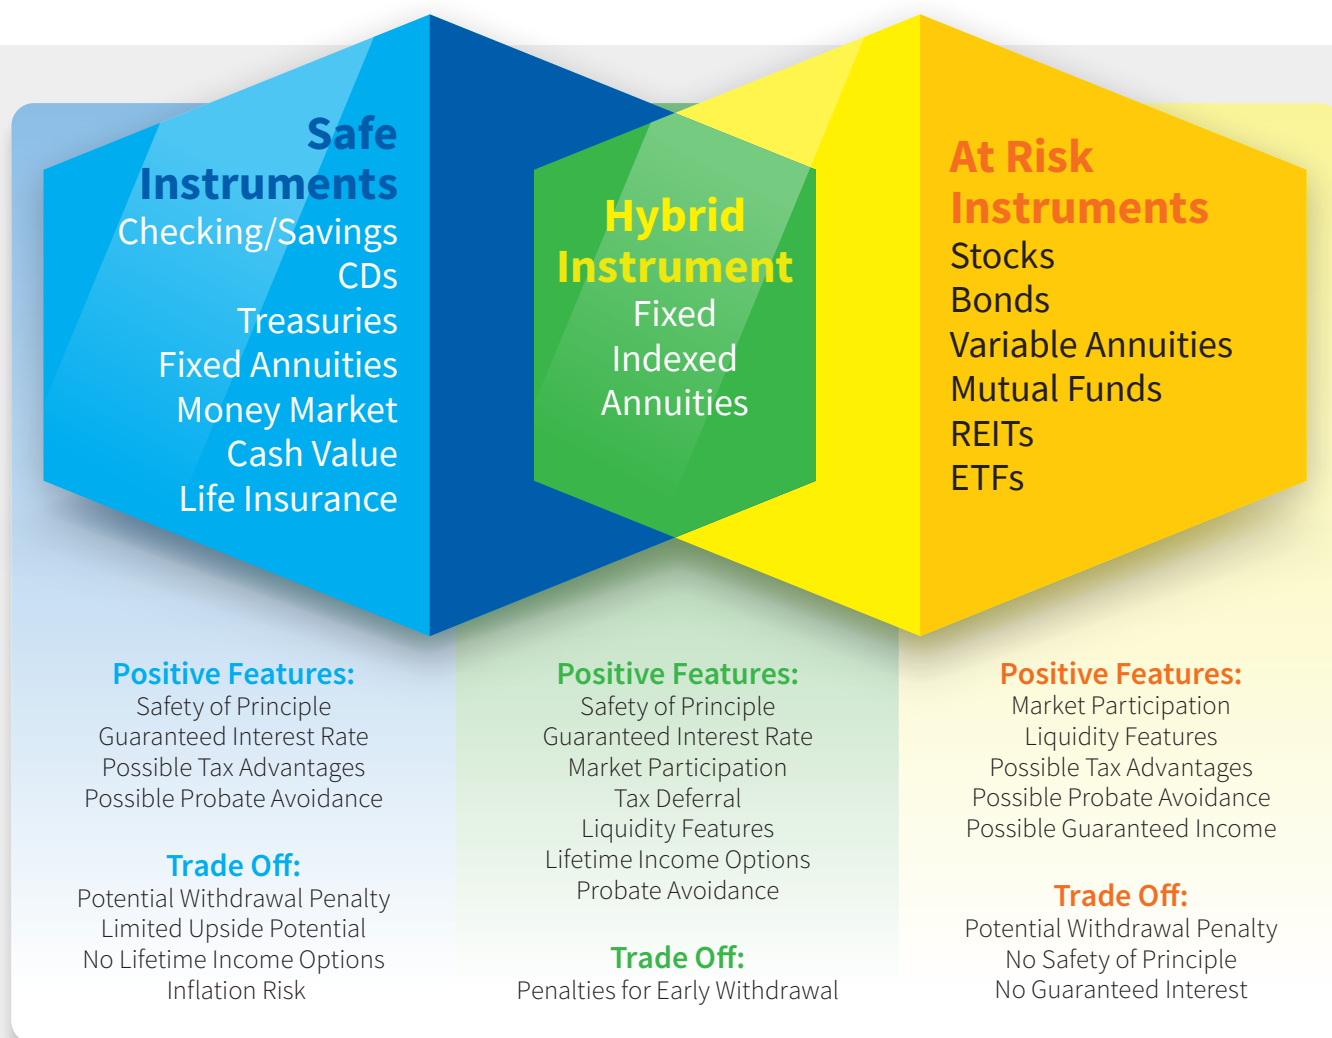 Safe
Instruments
Checking/Savings
CDs
Treasuries
Fixed Annuities
Money Market
Cash Value
Life Insurance
Hybrid
Instrument
Fixed
Indexed
Annuities
At Risk
Instruments
Stocks
Bonds
Variable Annuities
Mutual Funds
REITs
ETFs
Positive Features:
Safety of Principle
Guaranteed Interest Rate
Possible Tax Advantages
Possible Probate Avoidance
Trade Off:
Potential Withdrawal Penalty
Limited Upside Potential
No Lifetime Income Options
Inflation Risk
Positive Features:
Safety of Principle
Guaranteed Interest Rate
Market Participation
Tax Deferral
Liquidity Features
Lifetime Income Options
Probate Avoidance
Trade Off:
Penalties for Early Withdrawal
Positive Features:
Market Participation
Liquidity Features
Possible Tax Advantages
Possible Probate Avoidance
Possible Guaranteed Income
Trade Off:
Potential Withdrawal Penalty
No Safety of Principle
No Guaranteed Interest